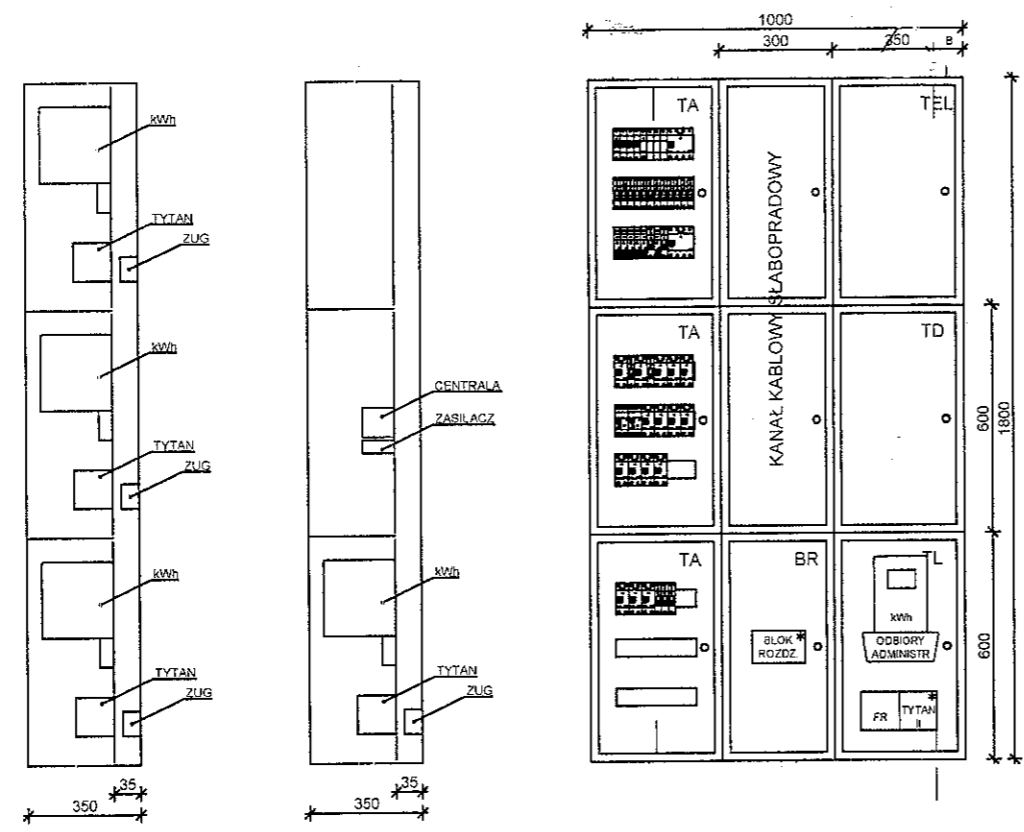 kWh
TYTAN
ZUG
kWh
TYTAN
ZUG
kWh
TYTAN
ZUG
35
350
CENTRALA
ZASILACZ
kWh
TYTAN
ZUG
35
350
1000
300
350
B
TA
TEL
KANAŁ KABLOWY SŁABOPRADOWY
TA
TD
TA
BR
BLOK *
ROZDZ.
TL
kWh
ODBIORY
ADMINISTR
FR
TYTAN *
II
600
600
1800